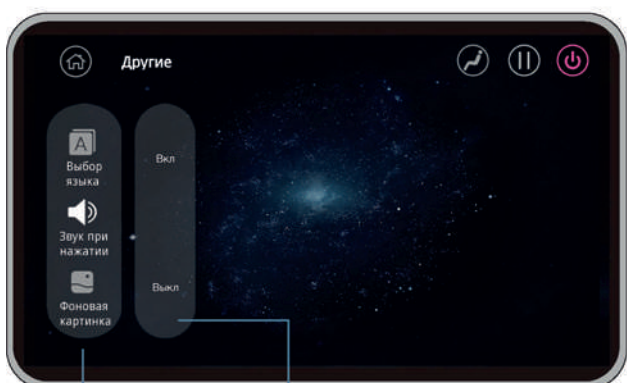 Другие
Выбор
языка
Звук при
нажатии
Фоновая
картинка
Вкл
Выкл